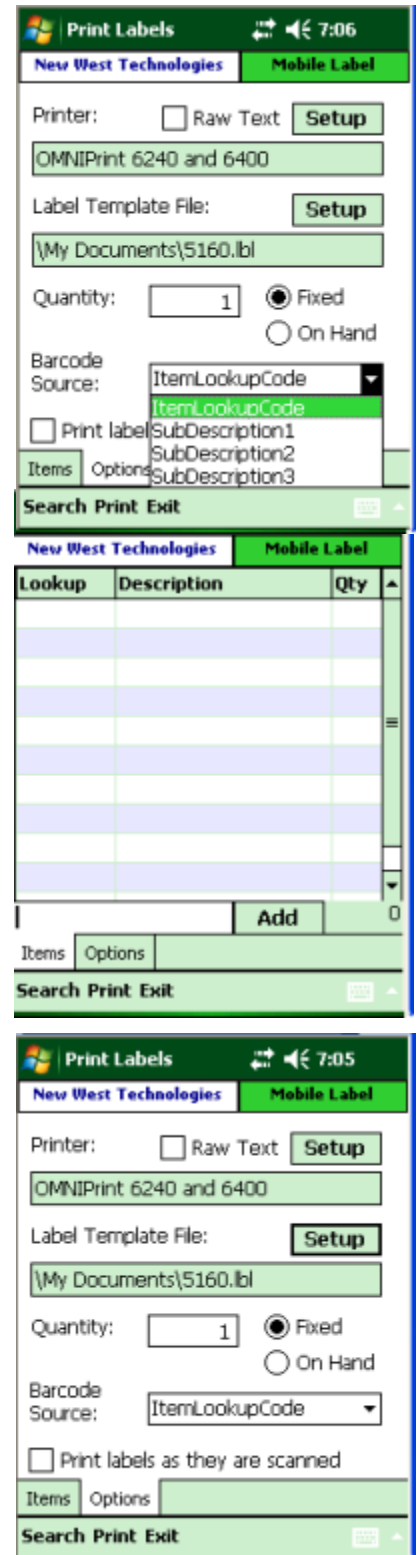 Print Labels 7:06
New West Technologies Mobile Label
Printer: Raw Text Setup
OMNIPrint 6240 and 6400
Label Template File: Setup
\My Documents\5160.lbl
Quantity: 1 Fixed
On Hand
Barcode
Source: ItemLookupCode
ItemLookupCode
Print label SubDescription1
SubDescription2
Items Options SubDescription3
Search Print Exit
New West Technologies Mobile Label
Lookup Description Qty
Add 0
Items Options
Search Print Exit
Print Labels 7:05
New West Technologies Mobile Label
Printer: Raw Text Setup
OMNIPrint 6240 and 6400
Label Template File: Setup
\My Documents\5160.lbl
Quantity: 1 Fixed
On Hand
Barcode
Source: ItemLookupCode
Print labels as they are scanned
Items Options
Search Print Exit